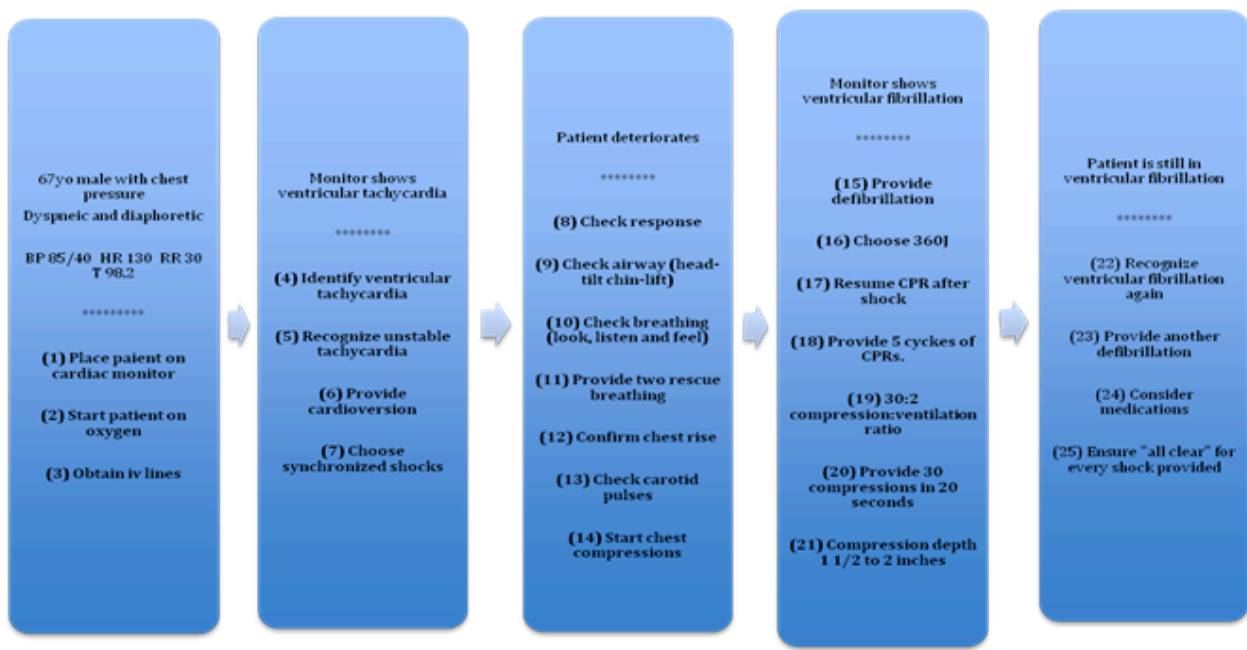 67yo male with chest
pressure
Dyspneic and diaphoretic
BP 85/40 HR 130 RR 30
T 98.2
*********
(1) Place paient on
cardiac monitor
(2) Start patient on
oxygen
(3) Obtain iv lines
Monitor shows
ventricular tachycardia
********
(4) Identify ventricular
tachycardia
(5) Recognize unstable
tachycardia
(6) Provide
cardioversion
(7) Choose
synchronized shocks
Patient deteriorates
********
(8) Check response
(9) Check airway (head-
tilt chin-lift)
(10) Check breathing
(look, listen and feel)
(11) Provide two rescue
breathing
(12) Confirm chest rise
(13) Check carotid
pulses
(14) Start chest
compressions
Monitor shows
ventricular fibrillation
********
(15) Provide
defibrillation
(16) Choose 360J
(17) Resume CPR after
shock
(18) Provide 5 cyckes of
CPRs.
(19) 30:2
compression:ventilation
ratio
(20) Provide 30
compressions in 20
seconds
(21) Compression depth
1 1/2 to 2 inches
Patient is still in
ventricular fibrillation
********
(22) Recognize
ventricular fibrillation
again
(23) Provide another
defibrillation
(24) Consider
medications
(25) Ensure "all clear" for
every shock provided